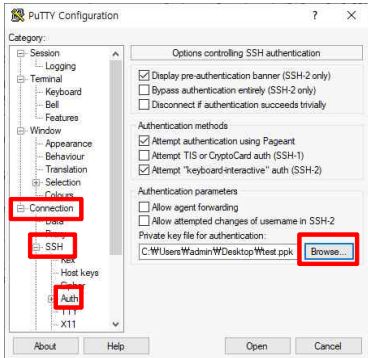 PuTTY Configuration
?
×
Category:
Session
Logging
Terminal
Keyboard
Bell
Features
Window
Appearance
Behaviour
Translation
Selection
Colours
Connection
Data
SSH
Kex
Host keys
Cipher
Auth
TTY
X11
Options controlling SSH authentication
Display pre-authentication banner (SSH-2 only)
Bypass authentication entirely (SSH-2 only)
Disconnect if authentication succeeds trivially
Authentication methods
Attempt authentication using Pageant
Attempt TIS or CryptoCard auth (SSH-1)
Attempt "keyboard-interactive" auth (SSH-2)
Authentication parameters
Allow agent forwarding
Allow attempted changes of username in SSH-2
Private key file for authentication:
C:₩Users₩admin₩Desktop₩test.ppk
Browse...
About
Help
Open
Cancel